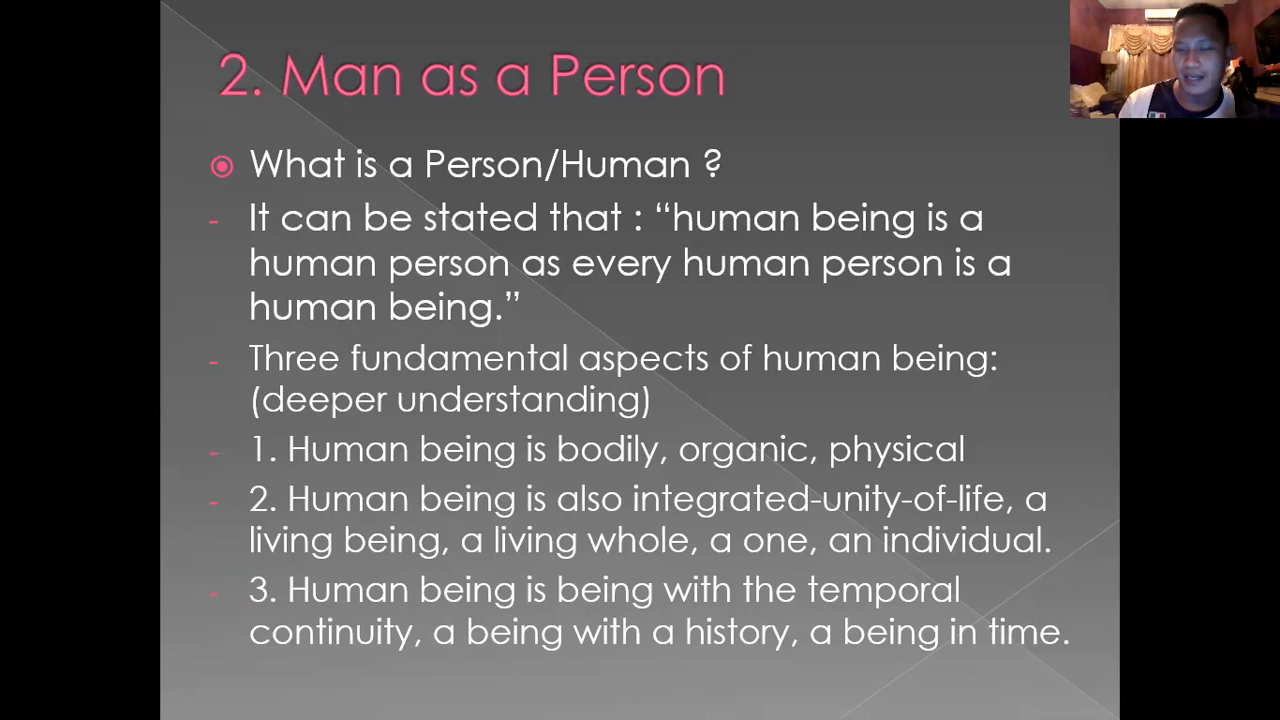 2. Man as a Person
What is a Person/Human ?
- It can be stated that : “human being is a
human person as every human person is a
human being.”
- Three fundamental aspects of human being:
(deeper understanding)
- 1. Human being is bodily, organic, physical
- 2. Human being is also integrated-unity-of-life, a
living being, a living whole, a one, an individual.
- 3. Human being is being with the temporal
continuity, a being with a history, a being in time.